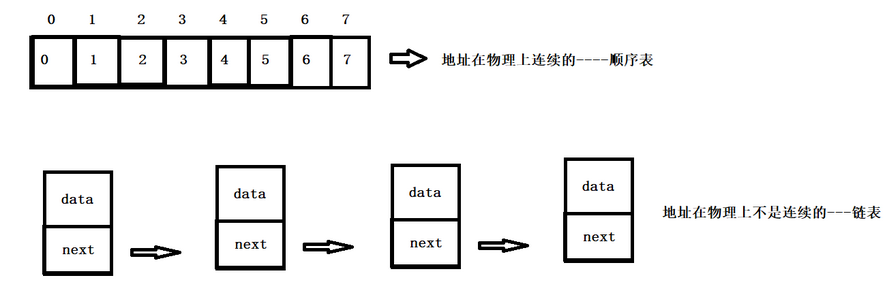 0 1 2 3 4 5 6 7
0 1 2 3 4 5 6 7
地址在物理上连续的----顺序表
data data data data
地址在物理上不是连续的---链表
next next next next